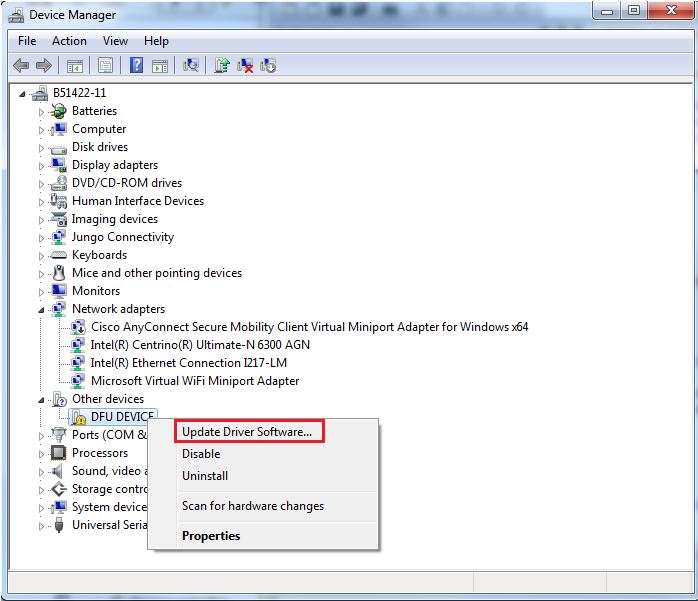 Device Manager
File Action View Help
B51422-11
Batteries
Computer
Disk drives
Display adapters
DVD/CD-ROM drives
Human Interface Devices
Imaging devices
Jungo Connectivity
Keyboards
Mice and other pointing devices
Monitors
Network adapters
Cisco AnyConnect Secure Mobility Client Virtual Miniport Adapter for Windows x64
Intel(R) Centrino(R) Ultimate-N 6300 AGN
Intel(R) Ethernet Connection I217-LM
Microsoft Virtual WiFi Miniport Adapter
Other devices
DFU DEVICE
Ports (COM &
Processors
Sound, video a
Storage contro
System device
Universal Seria
Update Driver Software...
Disable
Uninstall
Scan for hardware changes
Properties